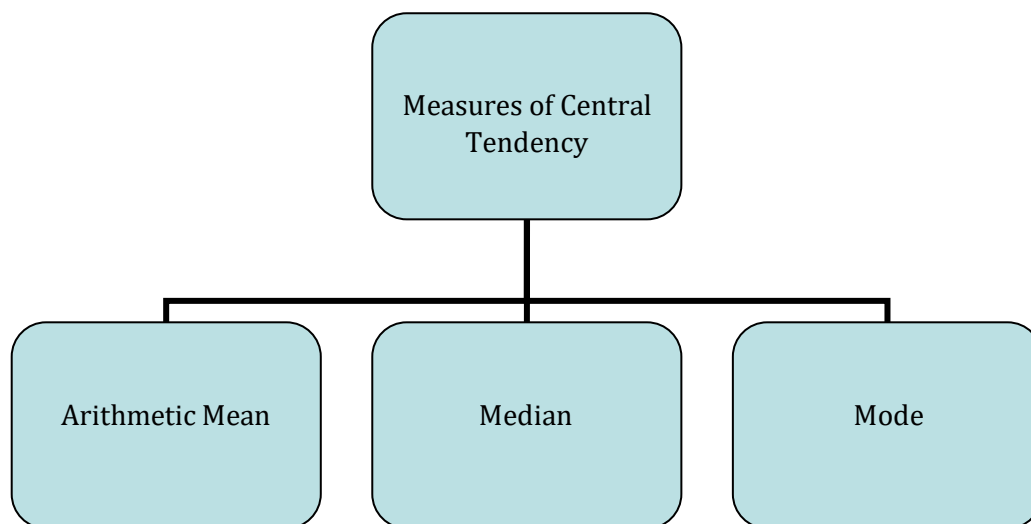 Measures of Central
Tendency
Arithmetic Mean
Median
Mode